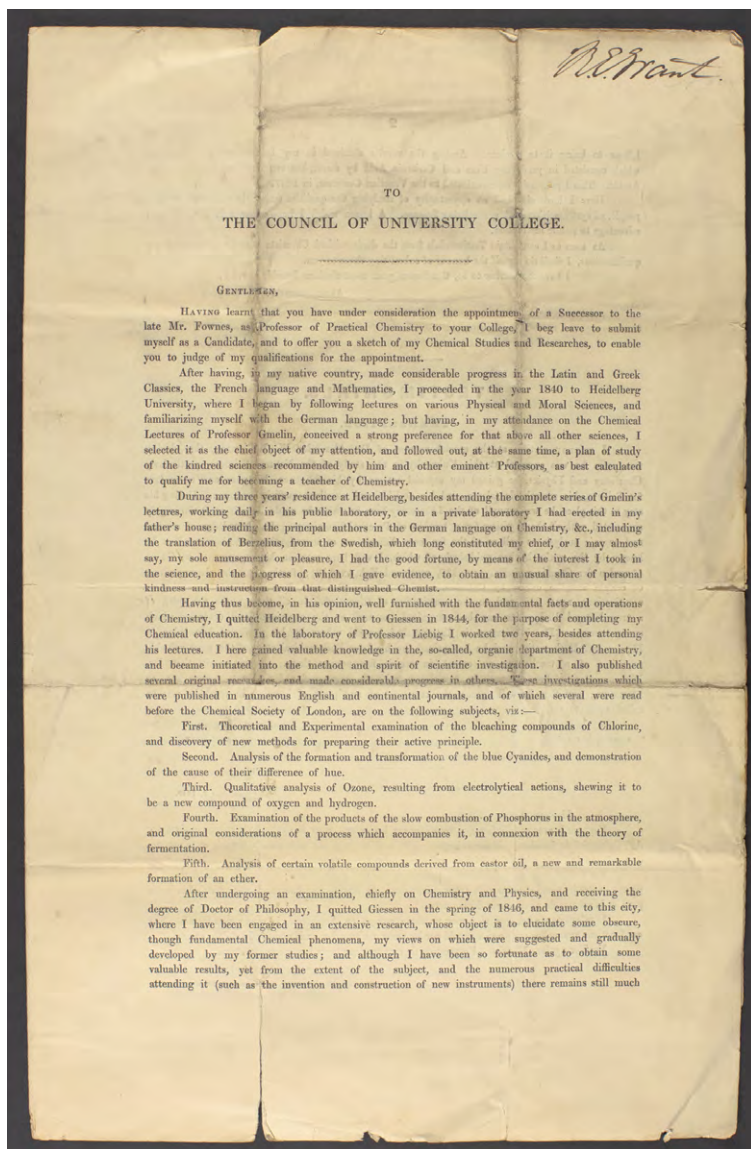 R.E. Grant.
TO
THE COUNCIL OF UNIVERSITY COLLEGE.
GENTLEMEN,
HAVING learnt that you have under consideration the appointment of a Successor to the
late Mr. Fownes, as Professor of Practical Chemistry to your College, I beg leave to submit
myself as a Candidate, and to offer you a sketch of my Chemical Studies and Researches, to enable
you to judge of my qualifications for the appointment.
After having, in my native country, made considerable progress in the Latin and Greek
Classics, the French language and Mathematics, I proceeded in the year 1840 to Heidelberg
University, where I began by following lectures on various Physical and Moral Sciences, and
familiarizing myself with the German language; but having, in my attendance on the Chemical
Lectures of Professor Gmelin, conceived a strong preference for that above all other sciences, I
selected it as the chief object of my attention, and followed out, at the same time, a plan of study
of the kindred sciences recommended by him and other eminent Professors, as best calculated
to qualify me for becoming a teacher of Chemistry.
During my three years' residence at Heidelberg, besides attending the complete series of Gmelin's
lectures, working daily in his public laboratory, or in a private laboratory I had erected in my
father's house; reading the principal authors in the German language on Chemistry, &c., including
the translation of Berzelius, from the Swedish, which long constituted my chief, or I may almost
say, my sole amusement or pleasure, I had the good fortune, by means of the interest I took in
the science, and the progress of which I gave evidence, to obtain an unusual share of personal
kindness and instruction from that distinguished Chemist.
Having thus become, in his opinion, well furnished with the fundamental facts and operations
of Chemistry, I quitted Heidelberg and went to Giessen in 1844, for the purpose of completing my
Chemical education. In the laboratory of Professor Liebig I worked two years, besides attending
his lectures. I here gained valuable knowledge in the, so-called, organic department of Chemistry,
and became initiated into the method and spirit of scientific investigation. I also published
several original researches, and made considerable progress in others. These investigations which
were published in numerous English and continental journals, and of which several were read
before the Chemical Society of London, are on the following subjects, viz:—
First. Theoretical and Experimental examination of the bleaching compounds of Chlorine,
and discovery of new methods for preparing their active principle.
Second. Analysis of the formation and transformation of the blue Cyanides, and demonstration
of the cause of their difference of hue.
Third. Qualitative analysis of Ozone, resulting from electrolytical actions, shewing it to
be a new compound of oxygen and hydrogen.
Fourth. Examination of the products of the slow combustion of Phosphorus in the atmosphere,
and original considerations of a process which accompanies it, in connexion with the theory of
fermentation.
Fifth. Analysis of certain volatile compounds derived from castor oil, a new and remarkable
formation of an ether.
After undergoing an examination, chiefly on Chemistry and Physics, and receiving the
degree of Doctor of Philosophy, I quitted Giessen in the spring of 1846, and came to this city,
where I have been engaged in an extensive research, whose object is to elucidate some obscure,
though fundamental Chemical phenomena, my views on which were suggested and gradually
developed by my former studies; and although I have been so fortunate as to obtain some
valuable results, yet from the extent of the subject, and the numerous practical difficulties
attending it (such as the invention and construction of new instruments) there remains still much